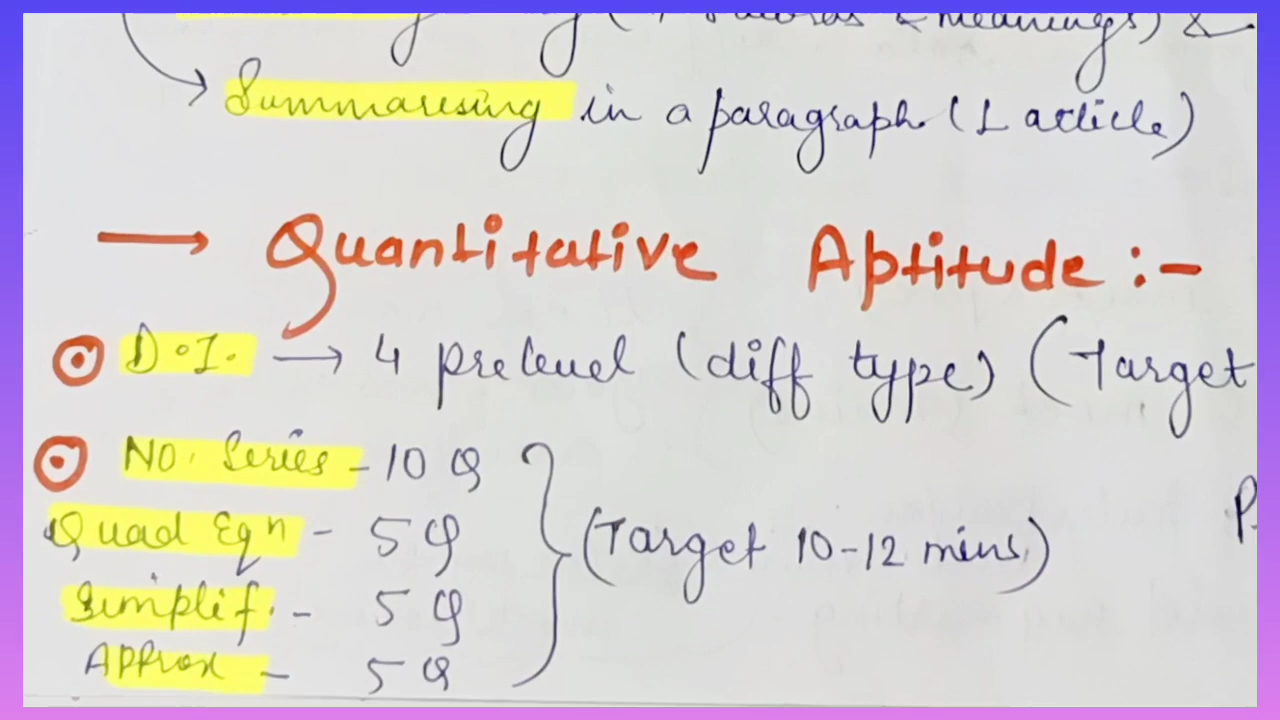 & meanings) &
→ Summarising in a paragraph (1 article)
→ Quantitative Aptitude :-
D.I. → 4 prelevel (diff type) (Target
No. Series - 10 Q
Quad Eqn - 5 Q
(Target 10-12 mins)
Simplif. - 5 Q
Approx - 5 Q